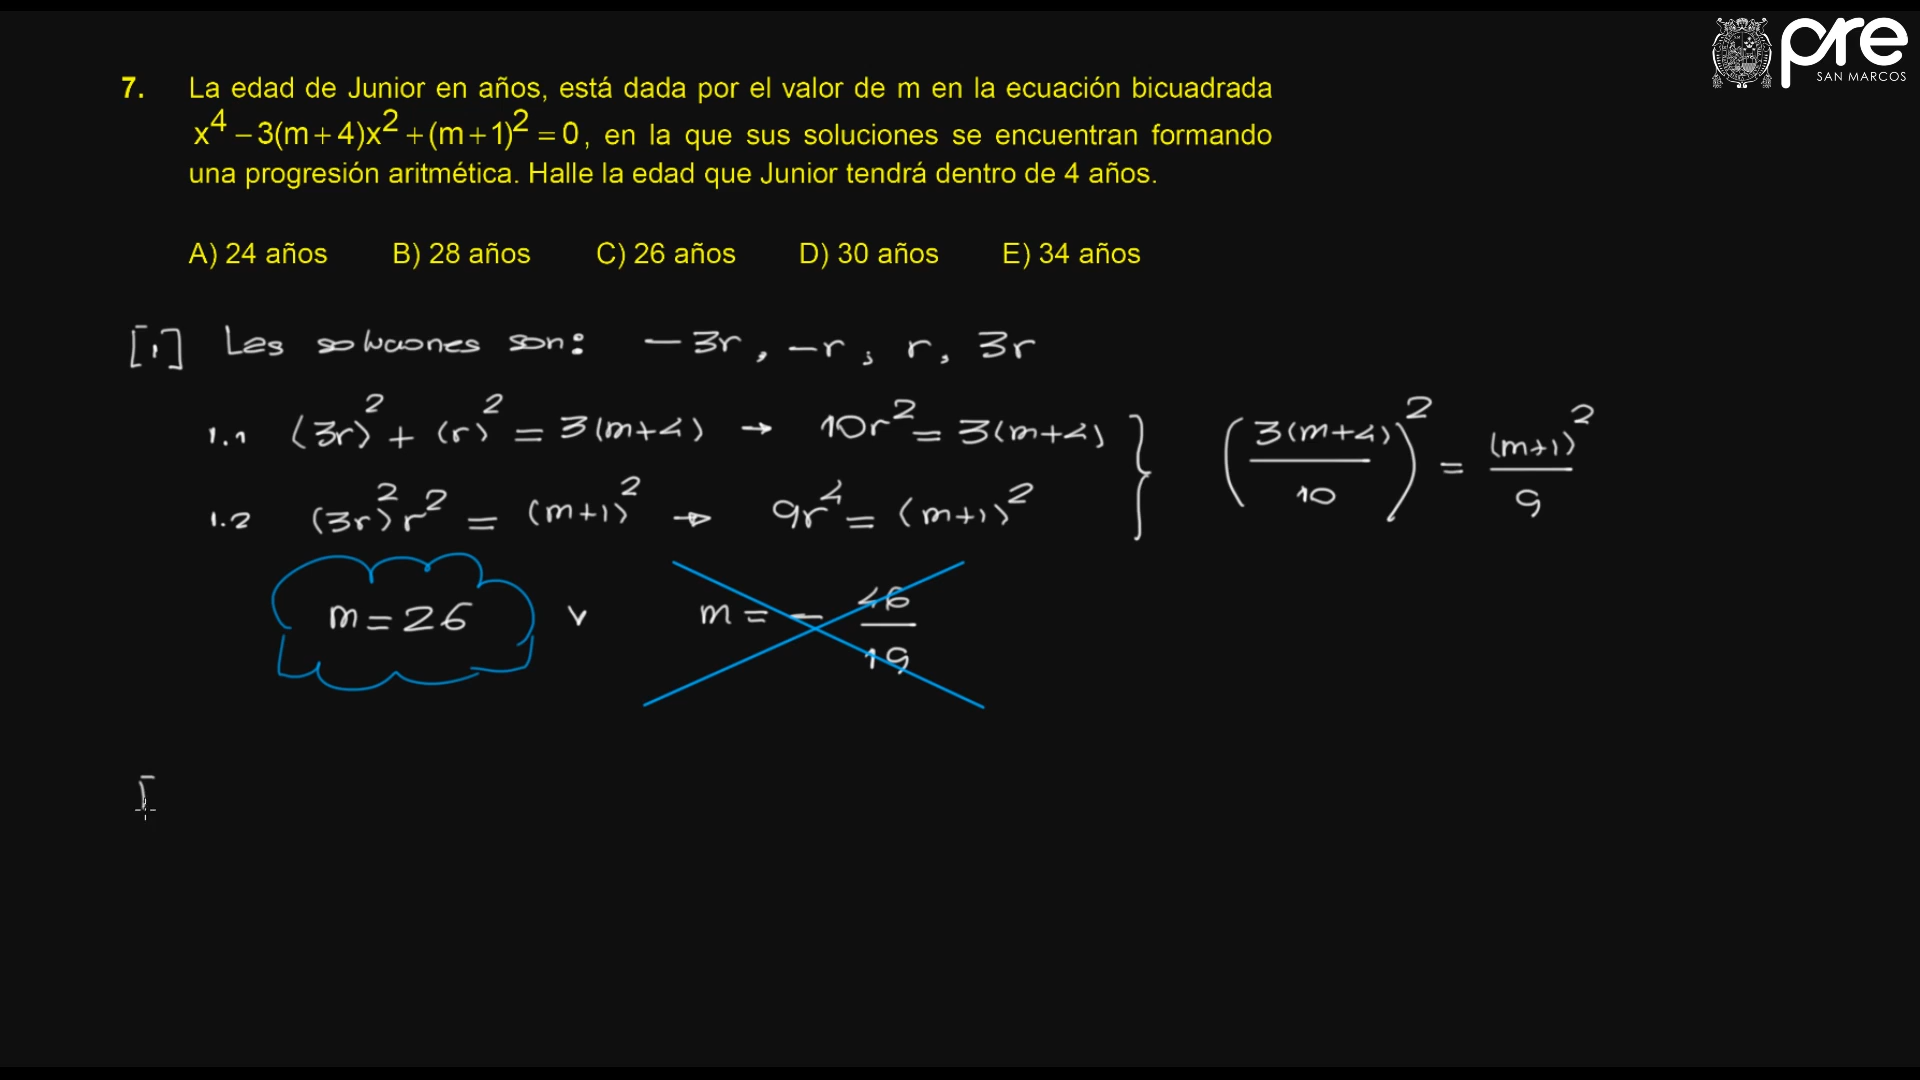 pre
SAN MARCOS
7. La edad de Junior en años, está dada por el valor de m en la ecuación bicuadrada
x⁴ – 3(m + 4)x² + (m + 1)² = 0, en la que sus soluciones se encuentran formando
una progresión aritmética. Halle la edad que Junior tendrá dentro de 4 años.
A) 24 años B) 28 años C) 26 años D) 30 años E) 34 años
[1] Las soluciones son: –3r, –r, r, 3r
1.1 (3r)² + (r)² = 3(m+4) → 10r² = 3(m+4) } (3(m+4)/10)² = (m+1)²/9
1.2 (3r)² r² = (m+1)² → 9r⁴ = (m+1)²
m = 26 v m = – 46/19
[